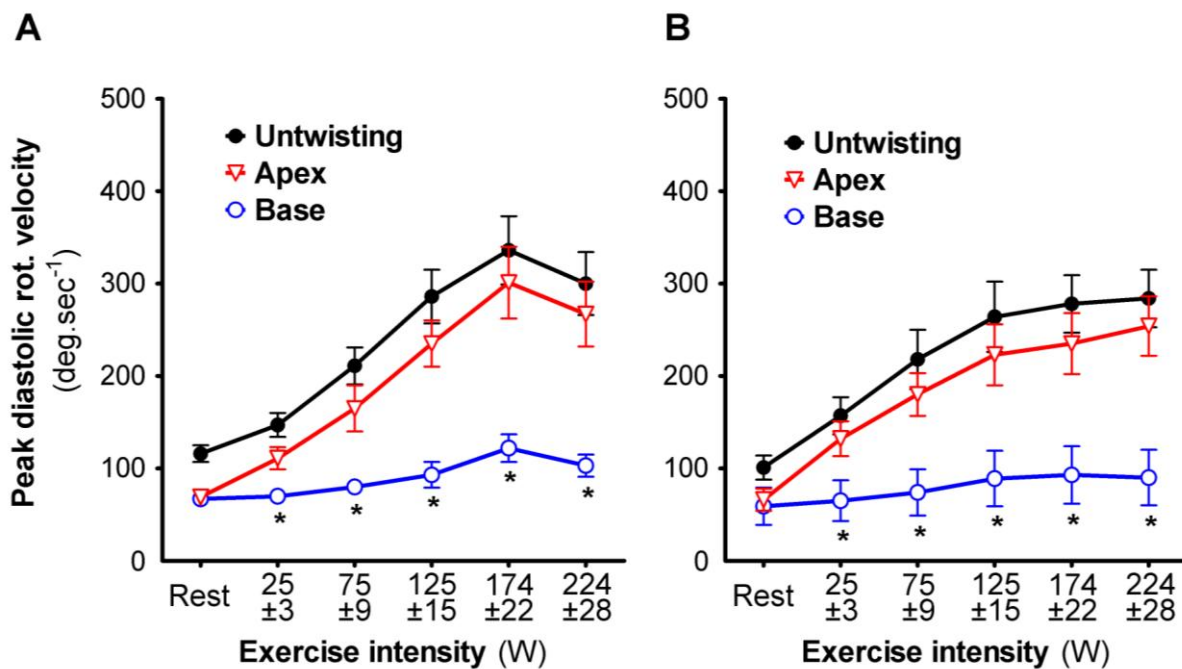 A
Peak diastolic rot. velocity
(deg.sec⁻¹)
500
400
300
200
100
0
Untwisting
Apex
Base
* * * * *
Rest 25 75 125 174 224
±3 ±9 ±15 ±22 ±28
Exercise intensity (W)
B
500
400
300
200
100
0
Untwisting
Apex
Base
* * * * *
Rest 25 75 125 174 224
±3 ±9 ±15 ±22 ±28
Exercise intensity (W)